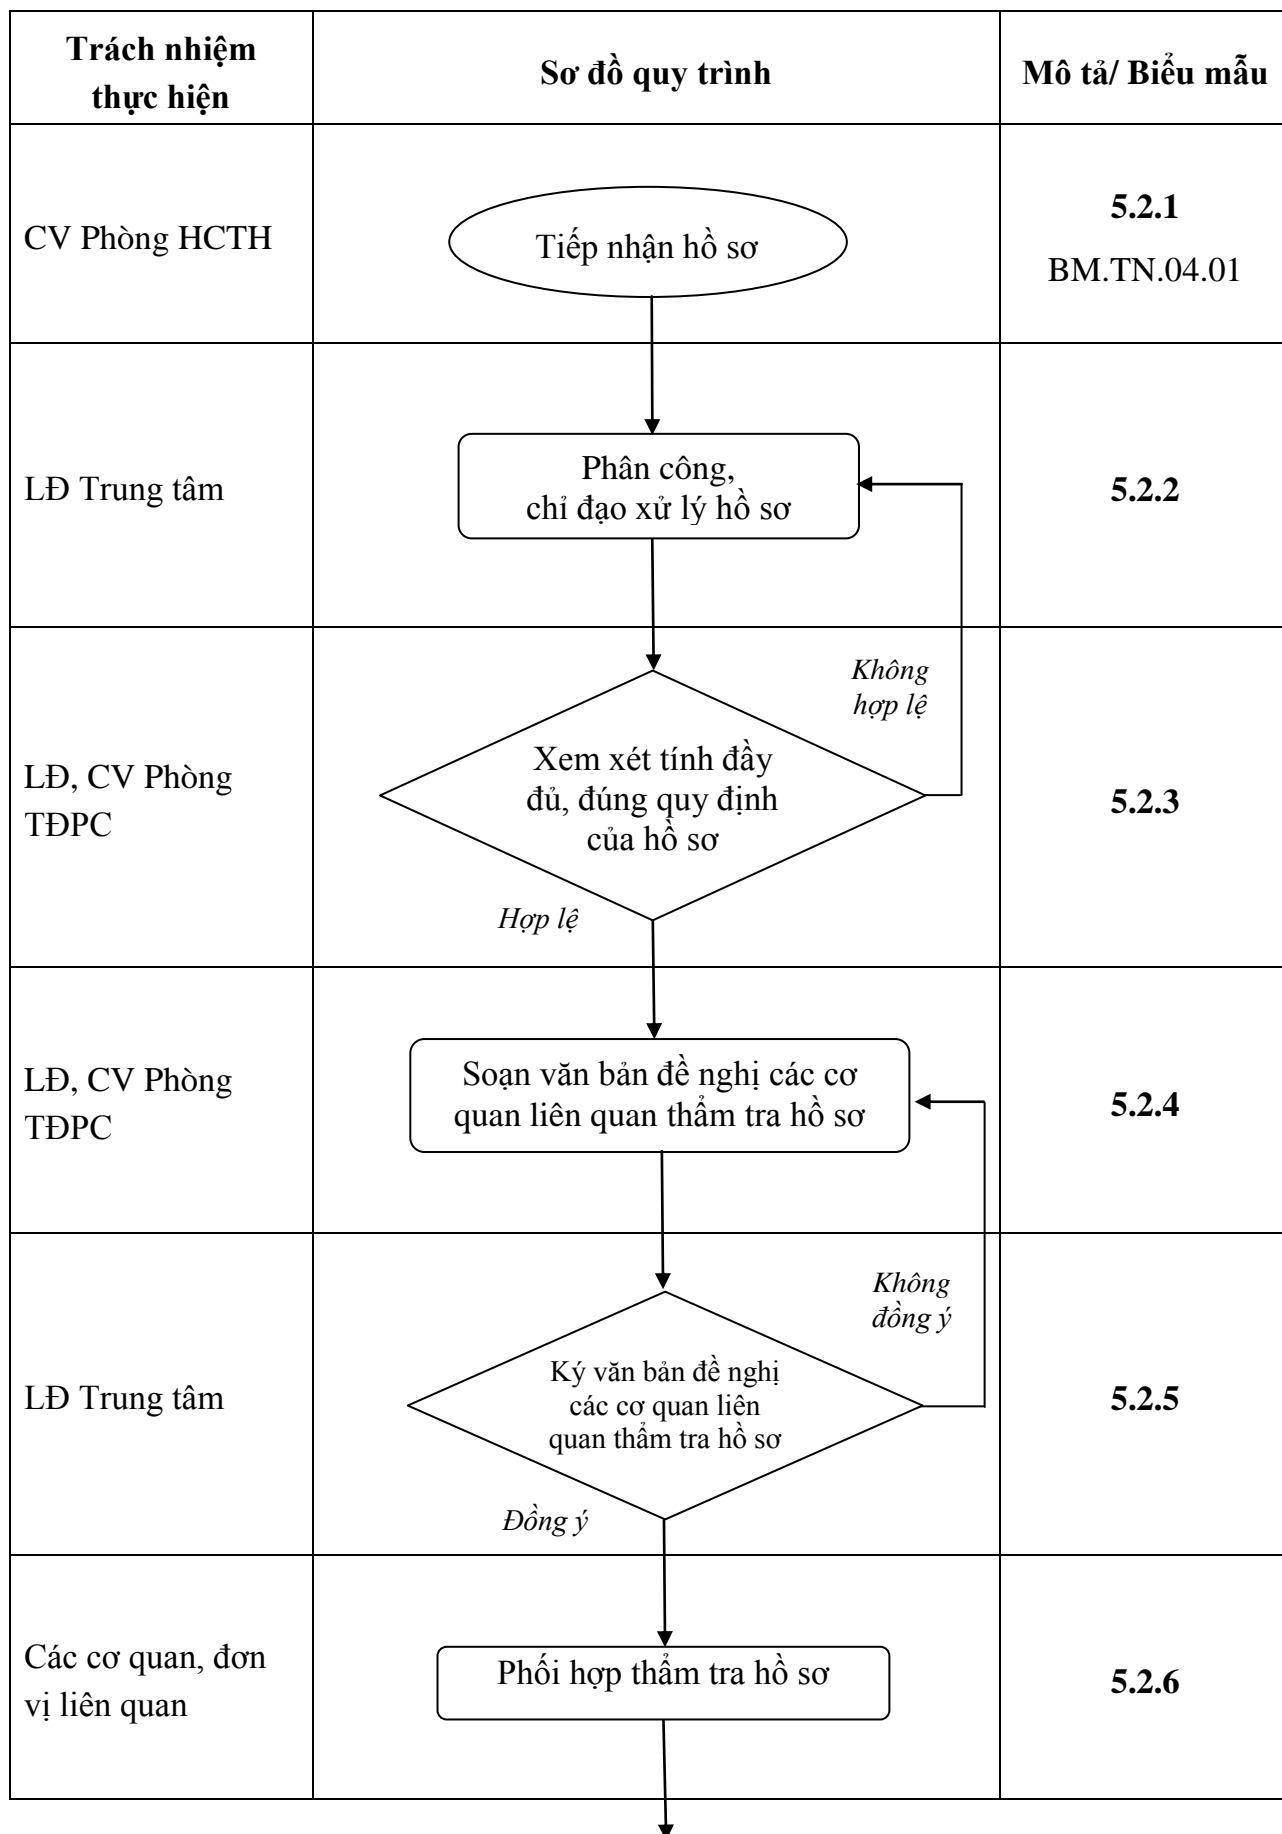 Trách nhiệm
thực hiện
Sơ đồ quy trình
Mô tả/ Biểu mẫu
CV Phòng HCTH
Tiếp nhận hồ sơ
5.2.1
BM.TN.04.01
LĐ Trung tâm
Phân công,
chỉ đạo xử lý hồ sơ
5.2.2
LĐ, CV Phòng
TĐPC
Không
hợp lệ
Xem xét tính đầy
đủ, đúng quy định
của hồ sơ
Hợp lệ
5.2.3
LĐ, CV Phòng
TĐPC
Soạn văn bản đề nghị các cơ
quan liên quan thẩm tra hồ sơ
5.2.4
LĐ Trung tâm
Không
đồng ý
Ký văn bản đề nghị
các cơ quan liên
quan thẩm tra hồ sơ
Đồng ý
5.2.5
Các cơ quan, đơn
vị liên quan
Phối hợp thẩm tra hồ sơ
5.2.6